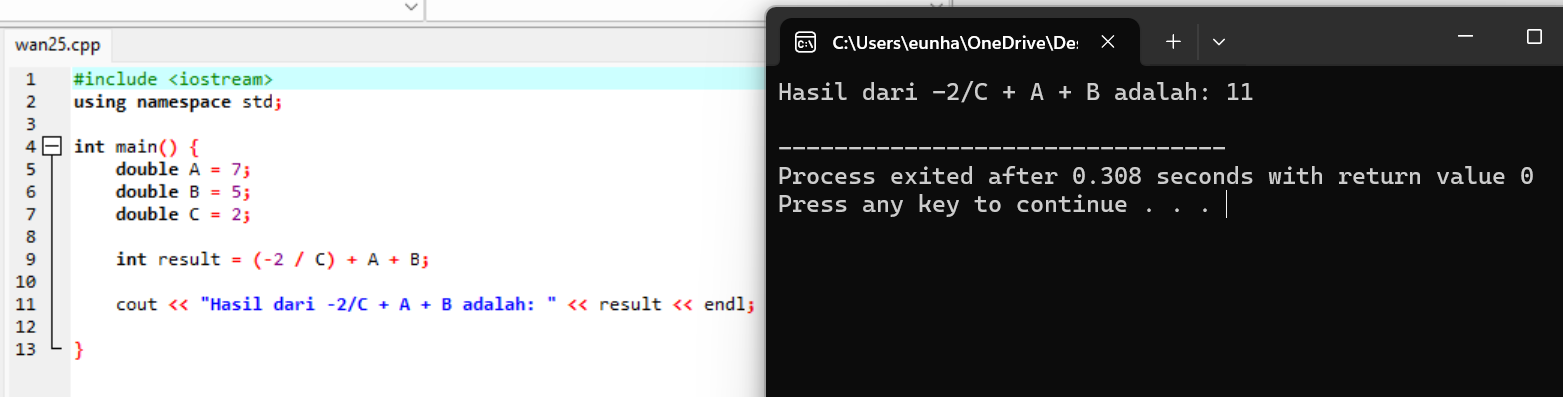 wan25.cpp
1 #include <iostream>
2 using namespace std;
3
4 int main() {
5 double A = 7;
6 double B = 5;
7 double C = 2;
8
9 int result = (-2 / C) + A + B;
10
11 cout << "Hasil dari -2/C + A + B adalah: " << result << endl;
12
13 }
C:\Users\eunha\OneDrive\De
Hasil dari -2/C + A + B adalah: 11
--------------------------------
Process exited after 0.308 seconds with return value 0
Press any key to continue . . .